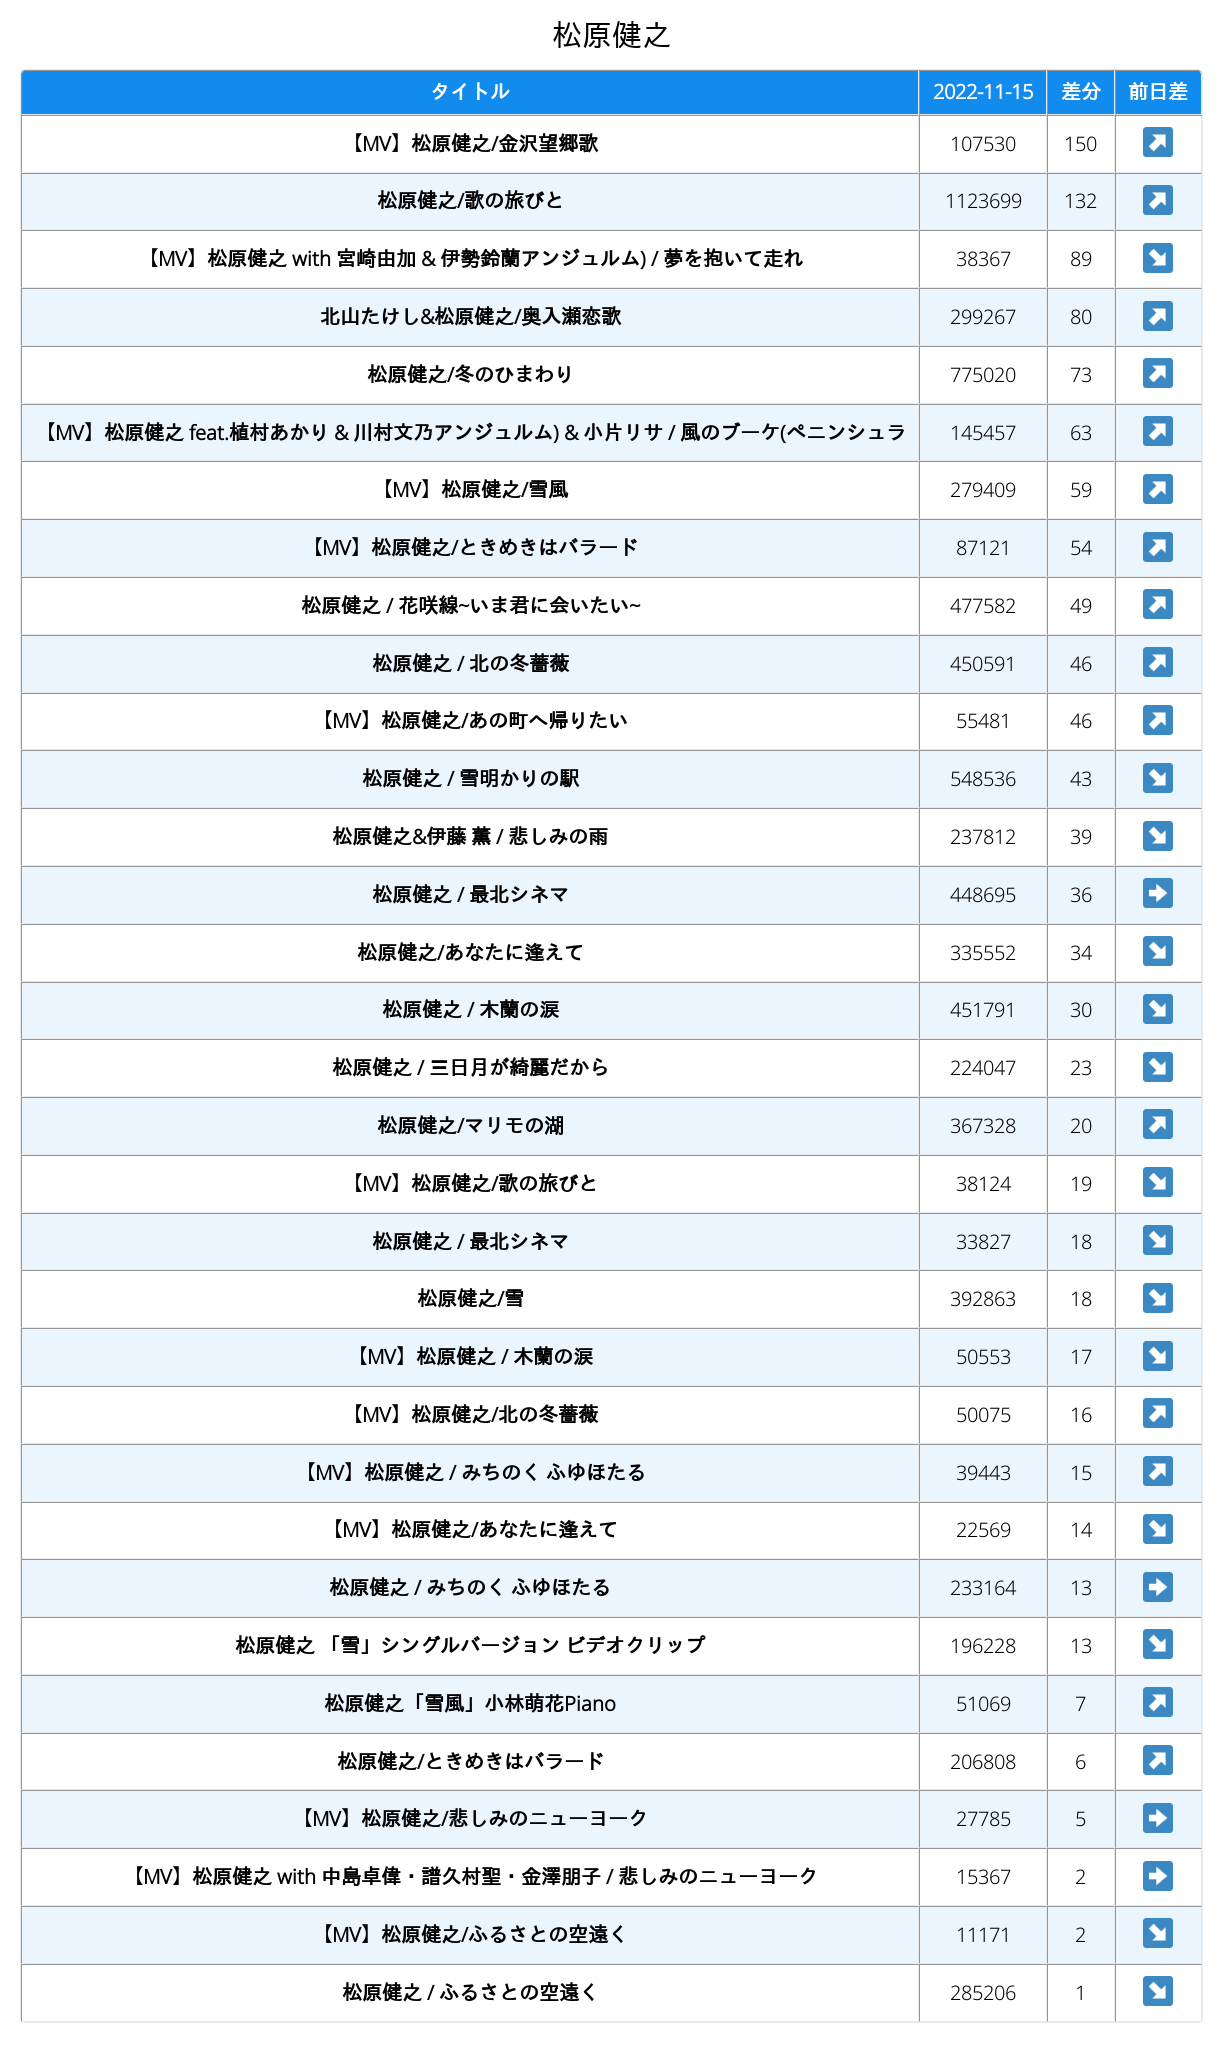 松原健之
タイトル 2022-11-15 差分 前日差
【MV】松原健之/金沢望郷歌 107530 150 ↗
松原健之/歌の旅びと 1123699 132 ↗
【MV】松原健之 with 宮崎由加 & 伊勢鈴蘭アンジュルム) / 夢を抱いて走れ 38367 89 ↘
北山たけし&松原健之/奥入瀬恋歌 299267 80 ↗
松原健之/冬のひまわり 775020 73 ↗
【MV】松原健之 feat.植村あかり & 川村文乃アンジュルム) & 小片リサ / 風のブーケ(ペニンシュラ 145457 63 ↗
【MV】松原健之/雪風 279409 59 ↗
【MV】松原健之/ときめきはバラード 87121 54 ↗
松原健之 / 花咲線~いま君に会いたい~ 477582 49 ↗
松原健之 / 北の冬薔薇 450591 46 ↗
【MV】松原健之/あの町へ帰りたい 55481 46 ↗
松原健之 / 雪明かりの駅 548536 43 ↘
松原健之&伊藤 薫 / 悲しみの雨 237812 39 ↘
松原健之 / 最北シネマ 448695 36 ➡
松原健之/あなたに逢えて 335552 34 ↘
松原健之 / 木蘭の涙 451791 30 ↘
松原健之 / 三日月が綺麗だから 224047 23 ↘
松原健之/マリモの湖 367328 20 ↗
【MV】松原健之/歌の旅びと 38124 19 ↘
松原健之 / 最北シネマ 33827 18 ↘
松原健之/雪 392863 18 ↘
【MV】松原健之 / 木蘭の涙 50553 17 ↘
【MV】松原健之/北の冬薔薇 50075 16 ↗
【MV】松原健之 / みちのく ふゆほたる 39443 15 ↗
【MV】松原健之/あなたに逢えて 22569 14 ↘
松原健之 / みちのく ふゆほたる 233164 13 ➡
松原健之 「雪」シングルバージョン ビデオクリップ 196228 13 ↘
松原健之「雪風」小林萌花Piano 51069 7 ↗
松原健之/ときめきはバラード 206808 6 ↗
【MV】松原健之/悲しみのニューヨーク 27785 5 ➡
【MV】松原健之 with 中島卓偉・譜久村聖・金澤朋子 / 悲しみのニューヨーク 15367 2 ➡
【MV】松原健之/ふるさとの空遠く 11171 2 ↘
松原健之 / ふるさとの空遠く 285206 1 ↘